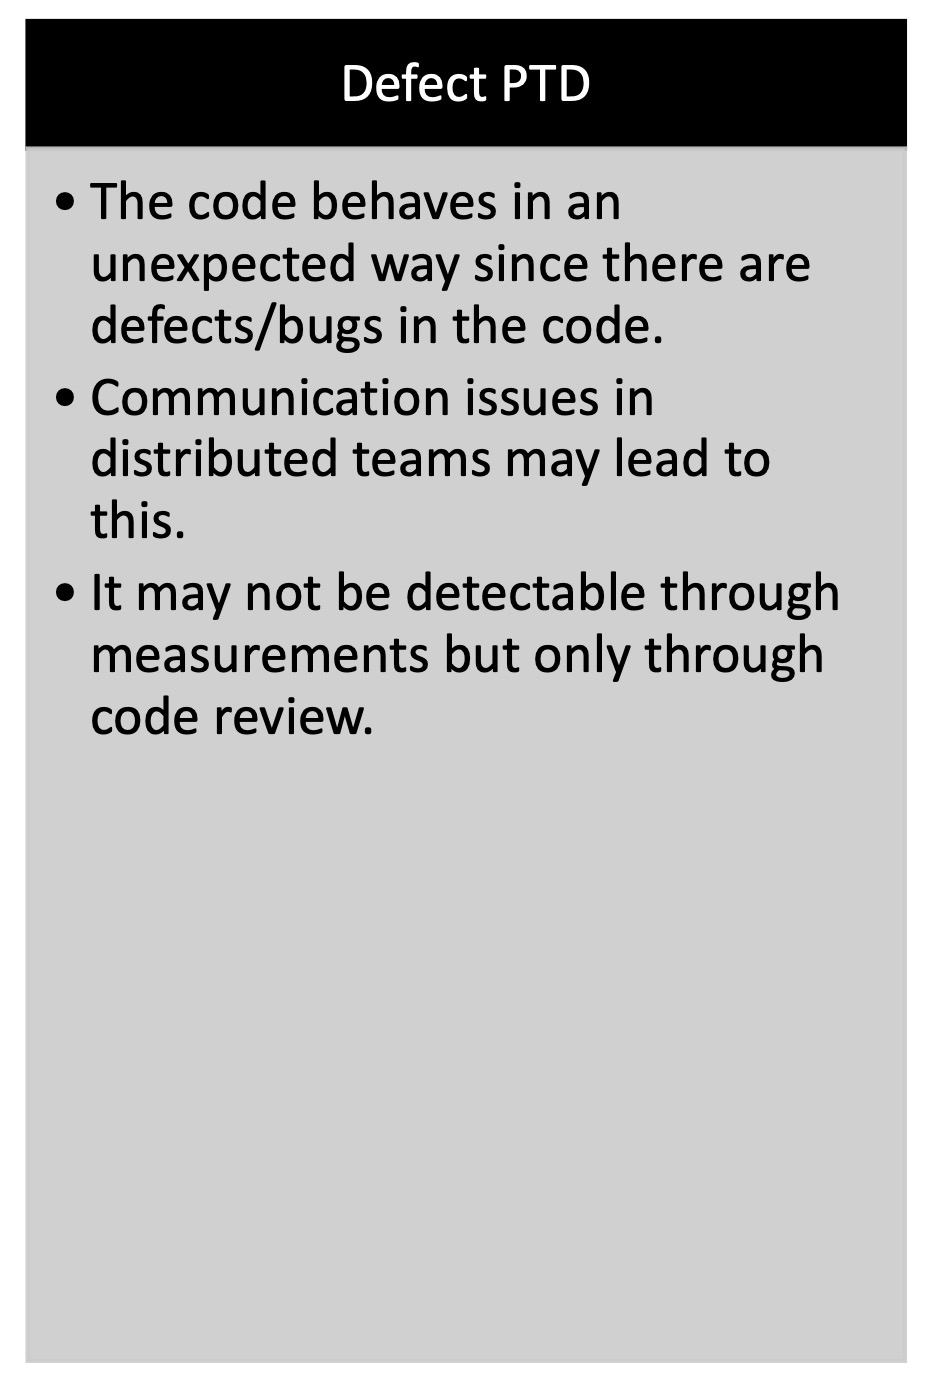 Defect PTD
• The code behaves in an
unexpected way since there are
defects/bugs in the code.
• Communication issues in
distributed teams may lead to
this.
• It may not be detectable through
measurements but only through
code review.